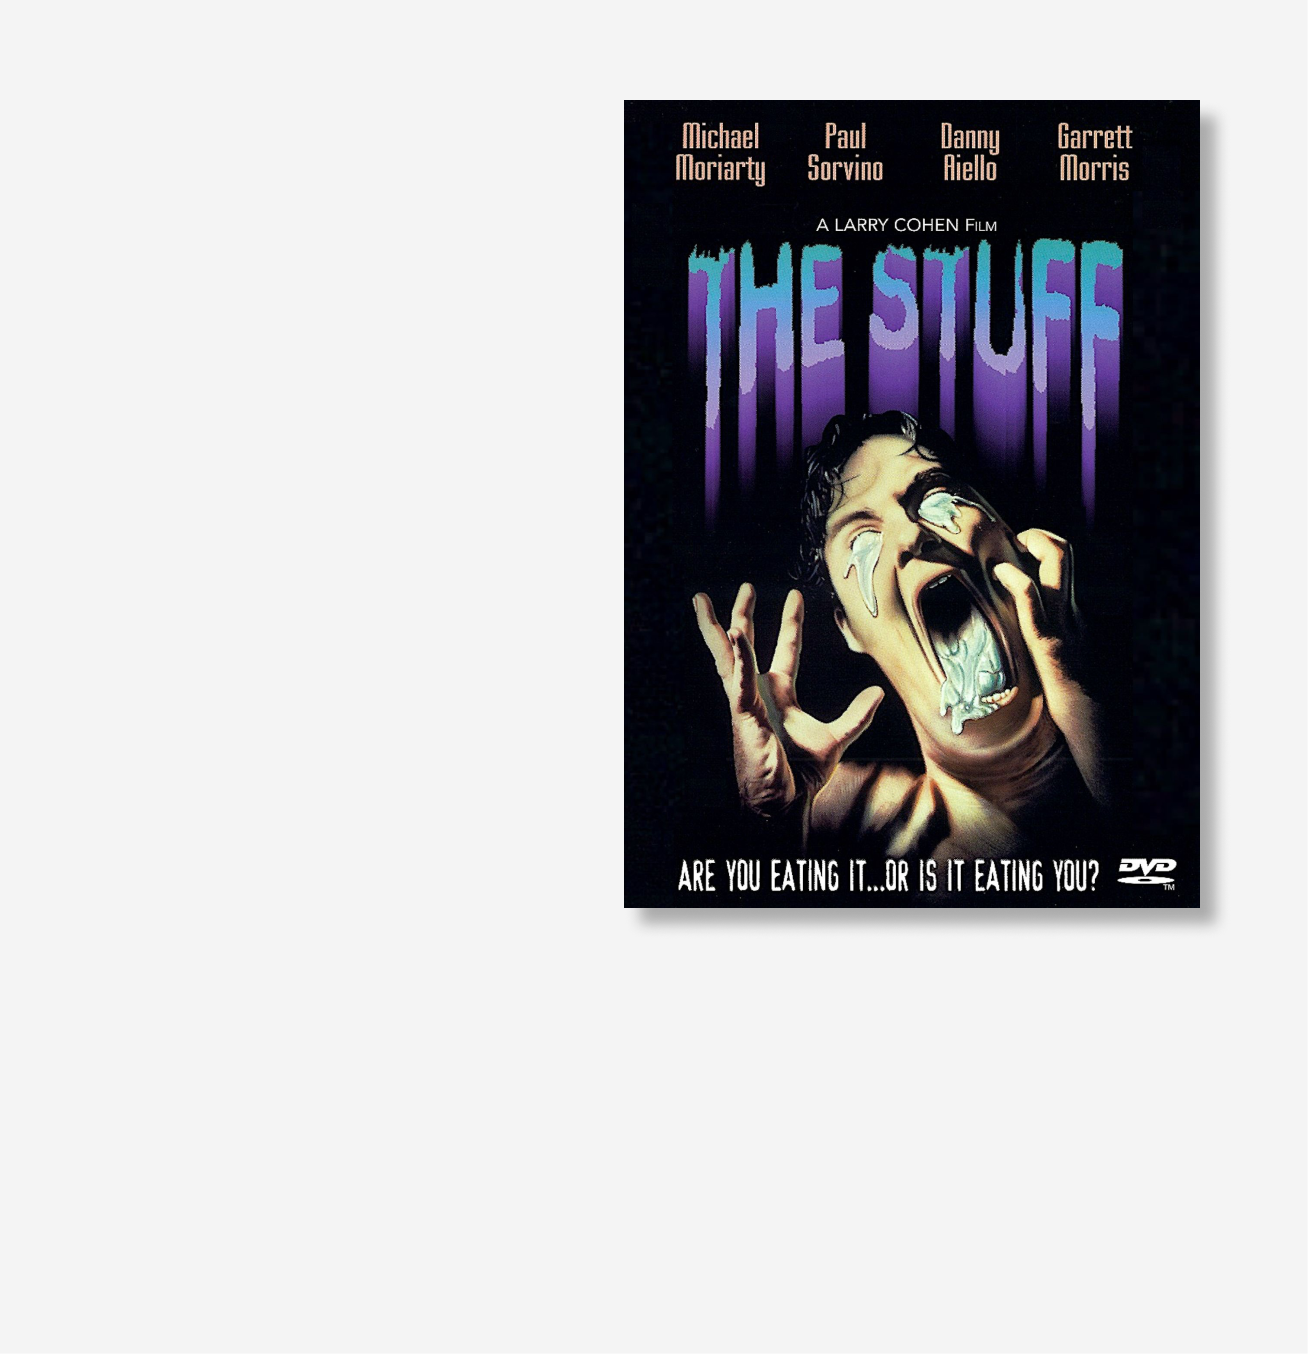 Michael Moriarty
Paul Sorvino
Danny Aiello
Garrett Morris
A LARRY COHEN FILM
THE STUFF
ARE YOU EATING IT...OR IS IT EATING YOU?
DVD
TM